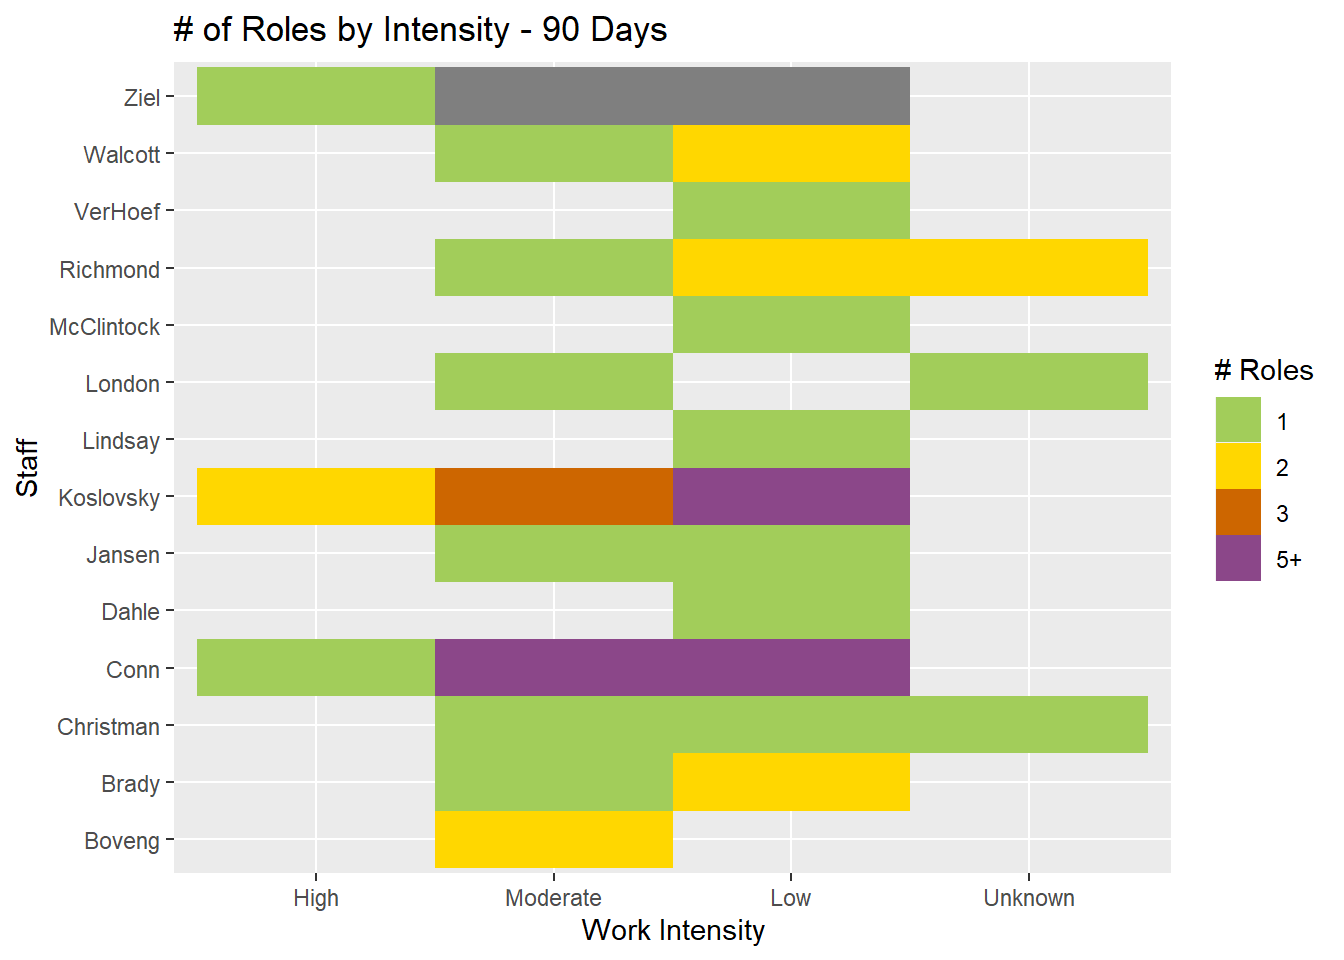 # of Roles by Intensity - 90 Days
Ziel
Walcott
VerHoef
Richmond
McClintock
London
Lindsay
Koslovsky
Jansen
Dahle
Conn
Christman
Brady
Boveng
Staff
High Moderate Low Unknown
Work Intensity
# Roles
1
2
3
5+